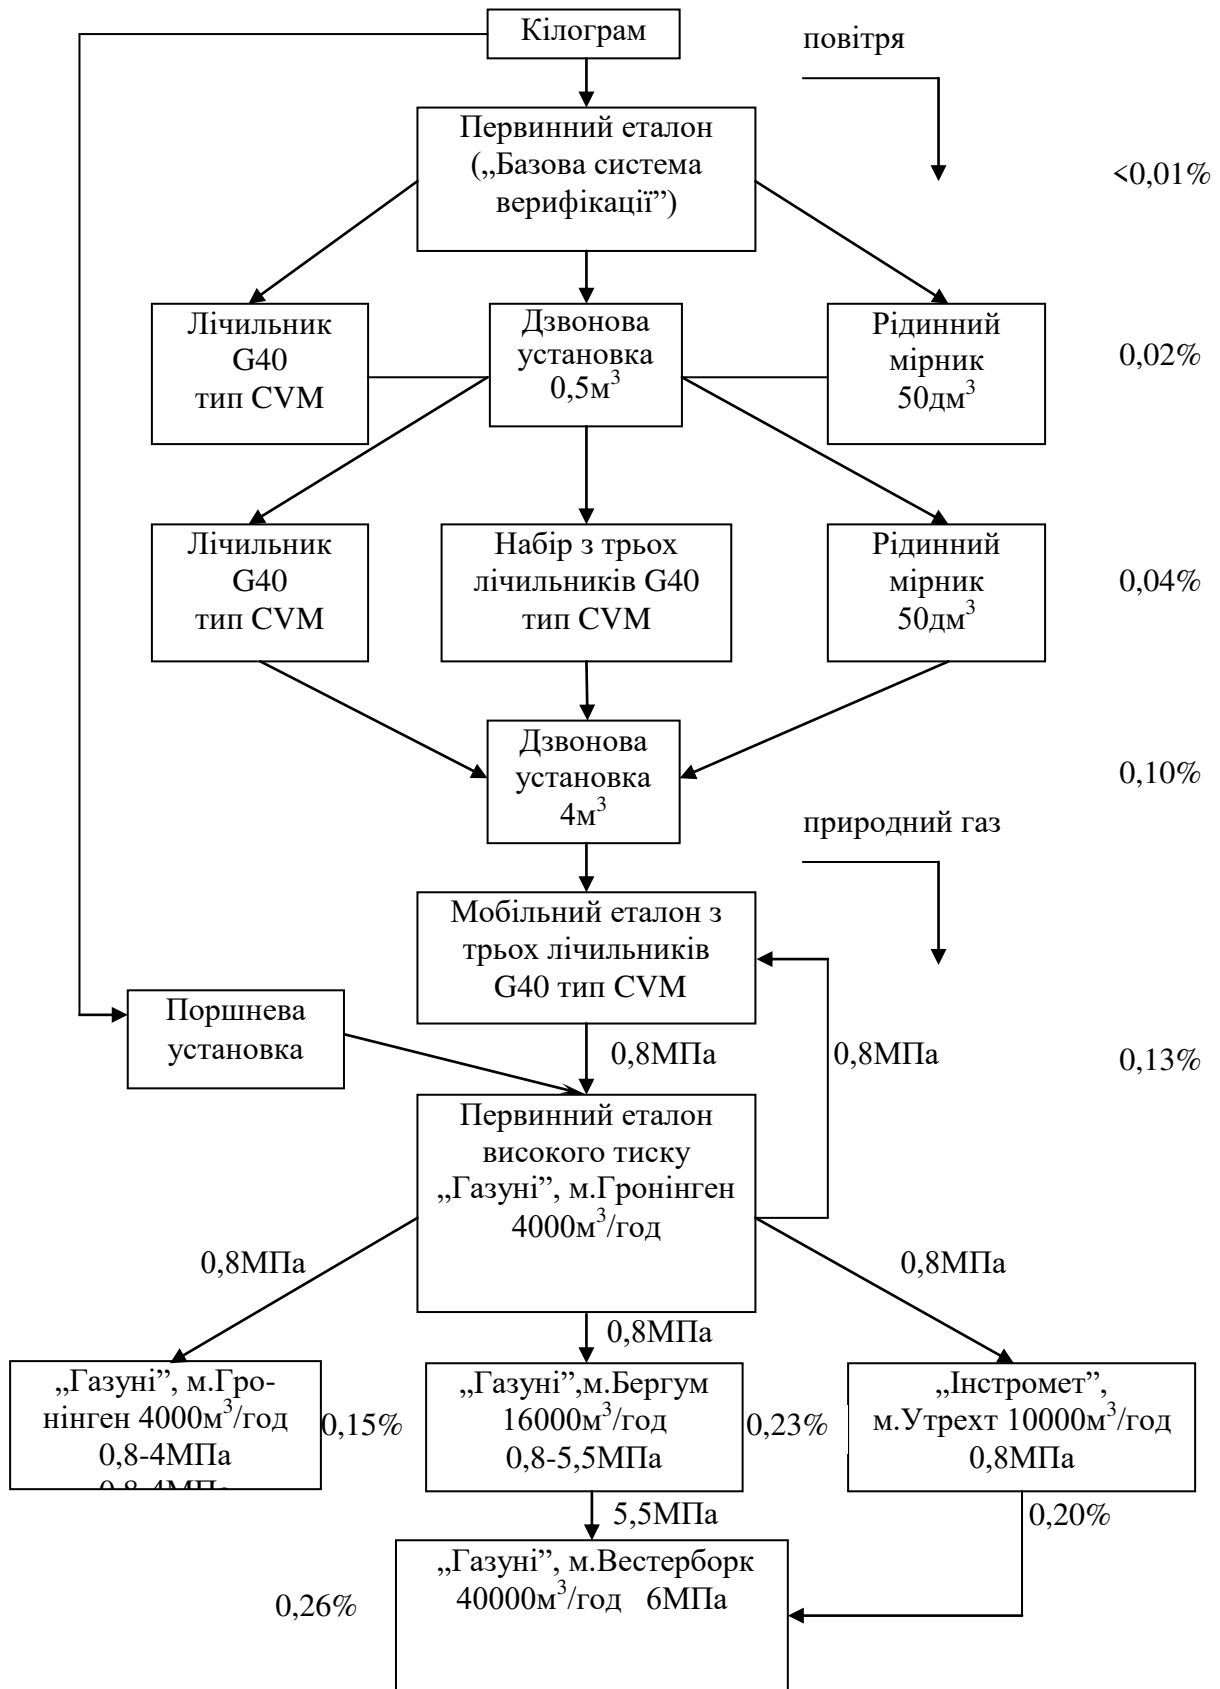 Кілограм
повітря
Первинний еталон
(„Базова система
верифікації”)
<0,01%
Лічильник
G40
тип CVM
Дзвонова
установка
0,5м³
Рідинний
мірник
50дм³
0,02%
Лічильник
G40
тип CVM
Набір з трьох
лічильників G40
тип CVM
Рідинний
мірник
50дм³
0,04%
Дзвонова
установка
4м³
0,10%
природний газ
Мобільний еталон з
трьох лічильників
G40 тип CVM
Поршнева
установка
0,8МПа
0,8МПа
0,13%
Первинний еталон
високого тиску
„Газуні”, м.Гронінген
4000м³/год
0,8МПа
0,8МПа
0,8МПа
„Газуні”, м.Гро-
нінген 4000м³/год
0,8-4МПа
0,8-4МПа
0,15%
„Газуні”,м.Бергум
16000м³/год
0,8-5,5МПа
0,23%
„Інстромет”,
м.Утрехт 10000м³/год
0,8МПа
5,5МПа
0,20%
„Газуні”, м.Вестерборк
40000м³/год 6МПа
0,26%